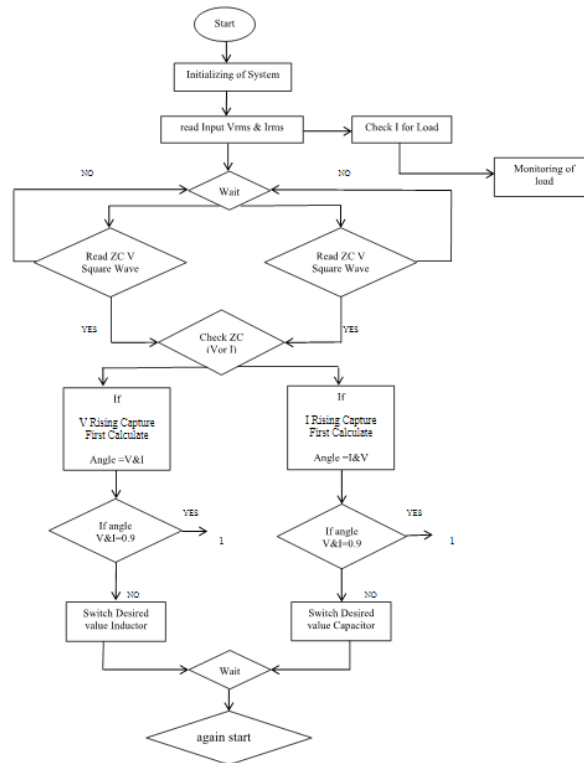 Start
Initializing of System
read Input Vrms & Irms
Check I for Load
Monitoring of
load
NO
NO
Wait
Read ZC V
Square Wave
Read ZC V
Square Wave
YES
YES
Check ZC
(Vor I)
If
V Rising Capture
First Calculate
Angle =V&I
If
I Rising Capture
First Calculate
Angle =I&V
If angle
V&I=0.9
YES
1
If angle
V&I=0.9
YES
1
NO
NO
Switch Desired
value Inductor
Switch Desired
value Capacitor
Wait
again start